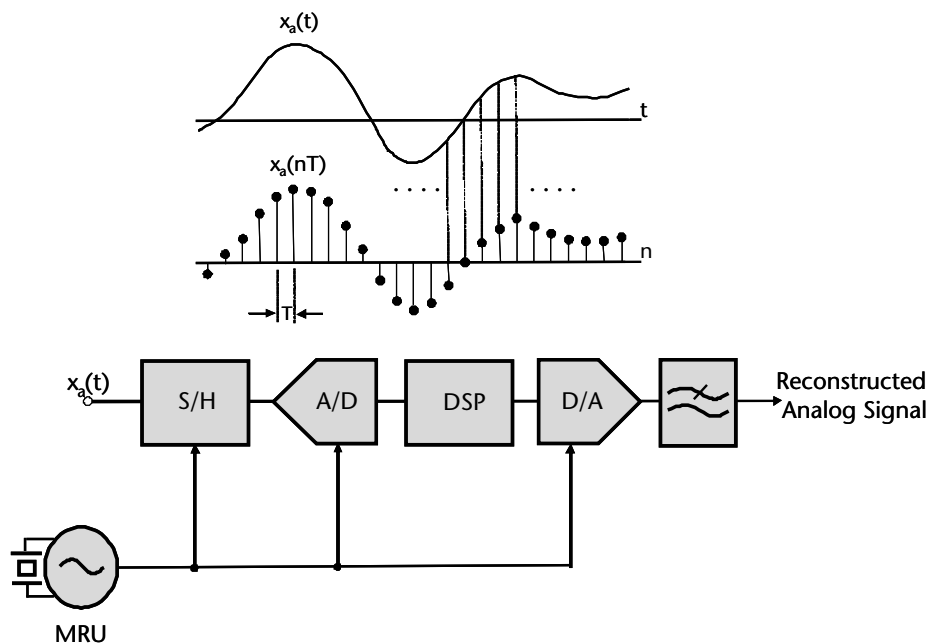 xₐ(t)
t
xₐ(nT)
. . . . .
. . . . .
n
T
xₐ(t)
S/H
A/D
DSP
D/A
Reconstructed
Analog Signal
MRU